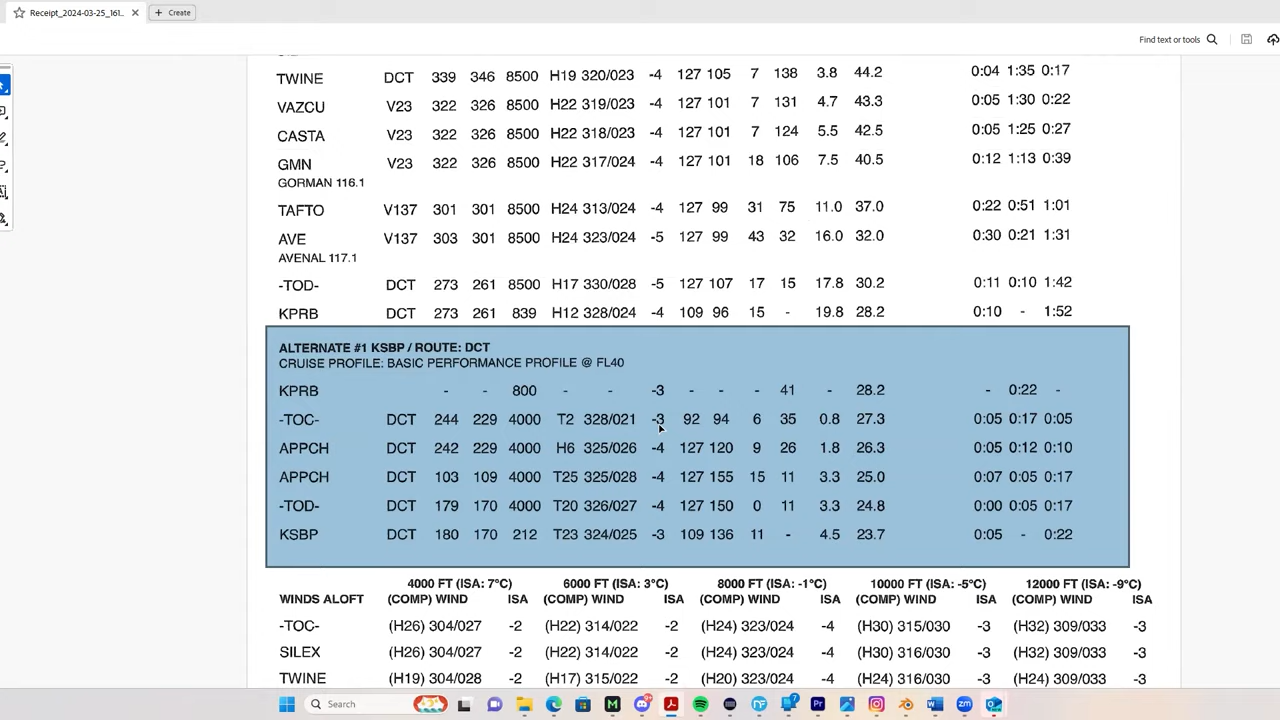 Receipt_2024-03-25_161...
Create
Find text or tools
TWINE DCT 339 346 8500 H19 320/023 -4 127 105 7 138 3.8 44.2 0:04 1:35 0:17
VAZCU V23 322 326 8500 H22 319/023 -4 127 101 7 131 4.7 43.3 0:05 1:30 0:22
CASTA V23 322 326 8500 H22 318/023 -4 127 101 7 124 5.5 42.5 0:05 1:25 0:27
GMN V23 322 326 8500 H22 317/024 -4 127 101 18 106 7.5 40.5 0:12 1:13 0:39
GORMAN 116.1
TAFTO V137 301 301 8500 H24 313/024 -4 127 99 31 75 11.0 37.0 0:22 0:51 1:01
AVE V137 303 301 8500 H24 323/024 -5 127 99 43 32 16.0 32.0 0:30 0:21 1:31
AVENAL 117.1
-TOD- DCT 273 261 8500 H17 330/028 -5 127 107 17 15 17.8 30.2 0:11 0:10 1:42
KPRB DCT 273 261 839 H12 328/024 -4 109 96 15 - 19.8 28.2 0:10 - 1:52
ALTERNATE #1 KSBP / ROUTE: DCT
CRUISE PROFILE: BASIC PERFORMANCE PROFILE @ FL40
KPRB - - 800 - - -3 - - - 41 - 28.2 - 0:22 -
-TOC- DCT 244 229 4000 T2 328/021 -3 92 94 6 35 0.8 27.3 0:05 0:17 0:05
APPCH DCT 242 229 4000 H6 325/026 -4 127 120 9 26 1.8 26.3 0:05 0:12 0:10
APPCH DCT 103 109 4000 T25 325/028 -4 127 155 15 11 3.3 25.0 0:07 0:05 0:17
-TOD- DCT 179 170 4000 T20 326/027 -4 127 150 0 11 3.3 24.8 0:00 0:05 0:17
KSBP DCT 180 170 212 T23 324/025 -3 109 136 11 - 4.5 23.7 0:05 - 0:22
4000 FT (ISA: 7°C) 6000 FT (ISA: 3°C) 8000 FT (ISA: -1°C) 10000 FT (ISA: -5°C) 12000 FT (ISA: -9°C)
WINDS ALOFT (COMP) WIND ISA (COMP) WIND ISA (COMP) WIND ISA (COMP) WIND ISA (COMP) WIND ISA
-TOC- (H26) 304/027 -2 (H22) 314/022 -2 (H24) 323/024 -4 (H30) 315/030 -3 (H32) 309/033 -3
SILEX (H26) 304/027 -2 (H22) 314/022 -2 (H24) 323/024 -4 (H30) 316/030 -3 (H32) 309/033 -3
TWINE (H19) 304/028 -2 (H17) 315/022 -2 (H20) 323/024 -4 (H24) 316/030 -3 (H24) 309/033 -3
Search